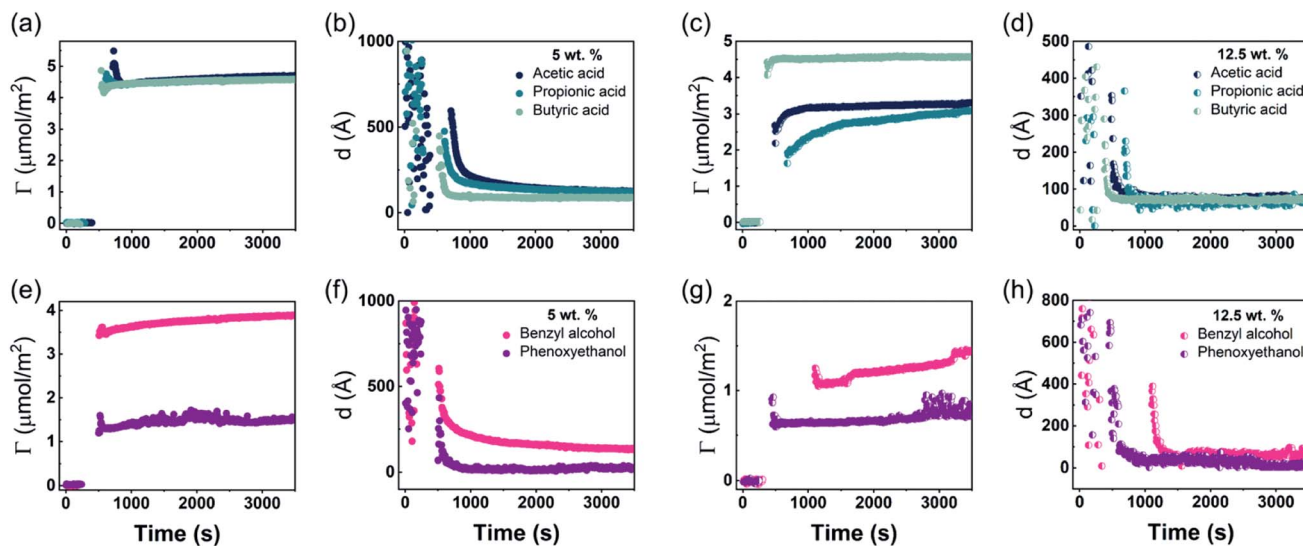 (a)
Γ (μmol/m²)
5
4
3
2
1
0
0 1000 2000 3000
(b)
d (Å)
1000
500
0
5 wt. %
Acetic acid
Propionic acid
Butyric acid
0 1000 2000 3000
(c)
Γ (μmol/m²)
5
4
3
2
1
0
0 1000 2000 3000
(d)
d (Å)
500
400
300
200
100
0
12.5 wt. %
Acetic acid
Propionic acid
Butyric acid
0 1000 2000 3000
(e)
Γ (μmol/m²)
4
3
2
1
0
0 1000 2000 3000
Time (s)
(f)
d (Å)
1000
500
0
5 wt. %
Benzyl alcohol
Phenoxyethanol
0 1000 2000 3000
Time (s)
(g)
Γ (μmol/m²)
2
1
0
0 1000 2000 3000
Time (s)
(h)
d (Å)
800
600
400
200
0
12.5 wt. %
Benzyl alcohol
Phenoxyethanol
0 1000 2000 3000
Time (s)